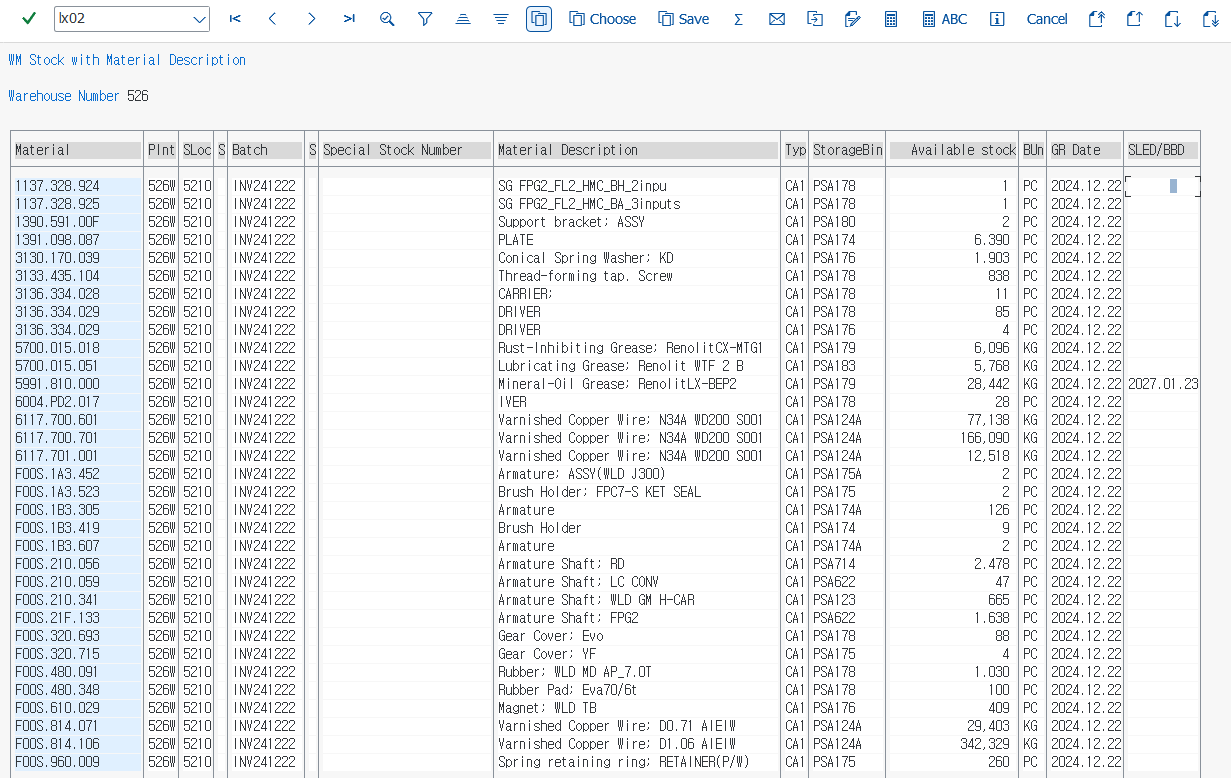 lx02 Choose Save Σ ABC Cancel
WM Stock with Material Description
Warehouse Number 526
Material Plnt SLoc S Batch S Special Stock Number Material Description Typ StorageBin Available stock BUn GR Date SLED/BBD
1137.328.924 526W 5210 INV241222 SG FPG2_FL2_HMC_BH_2inpu CA1 PSA178 1 PC 2024.12.22
1137.328.925 526W 5210 INV241222 SG FPG2_FL2_HMC_BA_3inputs CA1 PSA178 1 PC 2024.12.22
1390.591.00F 526W 5210 INV241222 Support bracket; ASSY CA1 PSA180 2 PC 2024.12.22
1391.098.087 526W 5210 INV241222 PLATE CA1 PSA174 6.390 PC 2024.12.22
3130.170.039 526W 5210 INV241222 Conical Spring Washer; KD CA1 PSA176 1.903 PC 2024.12.22
3133.435.104 526W 5210 INV241222 Thread-forming tap. Screw CA1 PSA178 838 PC 2024.12.22
3136.334.028 526W 5210 INV241222 CARRIER; CA1 PSA178 11 PC 2024.12.22
3136.334.029 526W 5210 INV241222 DRIVER CA1 PSA178 85 PC 2024.12.22
3136.334.029 526W 5210 INV241222 DRIVER CA1 PSA176 4 PC 2024.12.22
5700.015.018 526W 5210 INV241222 Rust-Inhibiting Grease; RenolitCX-MTG1 CA1 PSA179 6,096 KG 2024.12.22
5700.015.051 526W 5210 INV241222 Lubricating Grease; Renolit WTF 2 B CA1 PSA183 5,768 KG 2024.12.22
5991.810.000 526W 5210 INV241222 Mineral-Oil Grease; RenolitLX-BEP2 CA1 PSA179 28,442 KG 2024.12.22 2027.01.23
6004.PD2.017 526W 5210 INV241222 IVER CA1 PSA178 28 PC 2024.12.22
6117.700.601 526W 5210 INV241222 Varnished Copper Wire; N34A WD200 S001 CA1 PSA124A 77,138 KG 2024.12.22
6117.700.701 526W 5210 INV241222 Varnished Copper Wire; N34A WD200 S001 CA1 PSA124A 166,090 KG 2024.12.22
6117.701.001 526W 5210 INV241222 Varnished Copper Wire; N34A WD200 S001 CA1 PSA124A 12,518 KG 2024.12.22
F00S.1A3.452 526W 5210 INV241222 Armature; ASSY(WLD J300) CA1 PSA175A 2 PC 2024.12.22
F00S.1A3.523 526W 5210 INV241222 Brush Holder; FPC7-S KET SEAL CA1 PSA175 2 PC 2024.12.22
F00S.1B3.305 526W 5210 INV241222 Armature CA1 PSA174A 126 PC 2024.12.22
F00S.1B3.419 526W 5210 INV241222 Brush Holder CA1 PSA174 9 PC 2024.12.22
F00S.1B3.607 526W 5210 INV241222 Armature CA1 PSA174A 2 PC 2024.12.22
F00S.210.056 526W 5210 INV241222 Armature Shaft; RD CA1 PSA714 2.478 PC 2024.12.22
F00S.210.059 526W 5210 INV241222 Armature Shaft; LC CONV CA1 PSA622 47 PC 2024.12.22
F00S.210.341 526W 5210 INV241222 Armature Shaft; WLD GM H-CAR CA1 PSA123 665 PC 2024.12.22
F00S.21F.133 526W 5210 INV241222 Armature Shaft; FPG2 CA1 PSA622 1.638 PC 2024.12.22
F00S.320.693 526W 5210 INV241222 Gear Cover; Evo CA1 PSA178 88 PC 2024.12.22
F00S.320.715 526W 5210 INV241222 Gear Cover; YF CA1 PSA175 4 PC 2024.12.22
F00S.480.091 526W 5210 INV241222 Rubber; WLD MD AP_7.0T CA1 PSA178 1.030 PC 2024.12.22
F00S.480.348 526W 5210 INV241222 Rubber Pad; Eva70/6t CA1 PSA178 100 PC 2024.12.22
F00S.610.029 526W 5210 INV241222 Magnet; WLD TB CA1 PSA176 409 PC 2024.12.22
F00S.814.071 526W 5210 INV241222 Varnished Copper Wire; D0.71 AIEIW CA1 PSA124A 29,403 KG 2024.12.22
F00S.814.106 526W 5210 INV241222 Varnished Copper Wire; D1.06 AIEIW CA1 PSA124A 342,329 KG 2024.12.22
F00S.960.009 526W 5210 INV241222 Spring retaining ring; RETAINER(P/W) CA1 PSA175 260 PC 2024.12.22